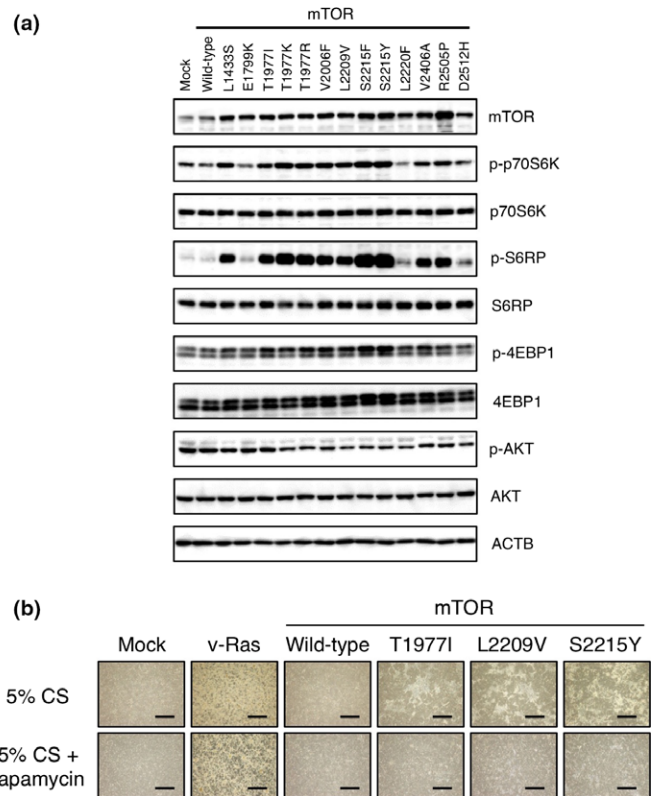 (a)
mTOR
Mock
Wild-type
L1433S
E1799K
T1977I
T1977K
T1977R
V2006F
L2209V
S2215F
S2215Y
L2220F
V2406A
R2505P
D2512H
mTOR
p-p70S6K
p70S6K
p-S6RP
S6RP
p-4EBP1
4EBP1
p-AKT
AKT
ACTB
(b)
mTOR
Mock v-Ras Wild-type T1977I L2209V S2215Y
5% CS
5% CS +
apamycin